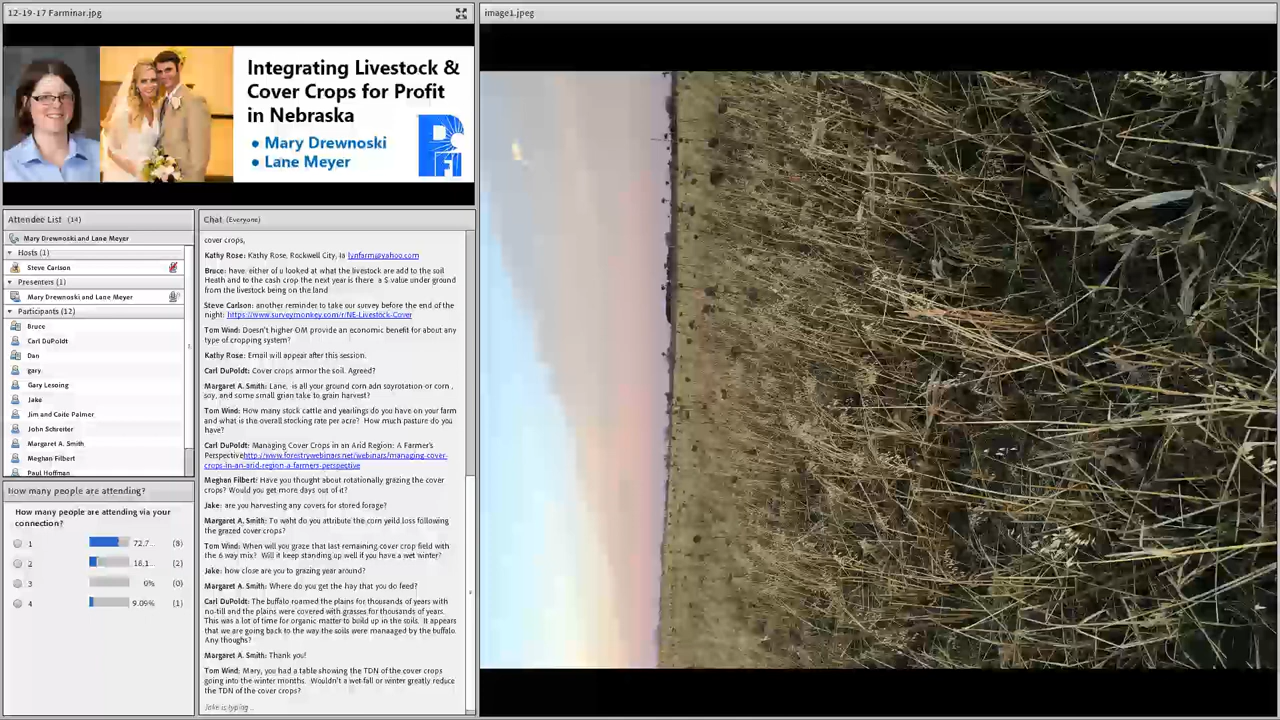 12-19-17 Farminar.jpg
Integrating Livestock &
Cover Crops for Profit
in Nebraska
• Mary Drewnoski
• Lane Meyer
PFI
Attendee List (14)
Mary Drewnoski and Lane Meyer
Hosts (1)
Steve Carlson
Presenters (1)
Mary Drewnoski and Lane Meyer
Participants (12)
Bruce
Carl DuPoldt
Dan
gary
Gary Lesoing
Jake
Jim and Caite Palmer
John Schreiter
Margaret A. Smith
Meghan Filbert
Paul Hoffman
How many people are attending?
How many people are attending via your
connection?
1 72.7... (8)
2 18.1... (2)
3 0% (0)
4 9.09% (1)
Chat (Everyone)
cover crops,
Kathy Rose: Kathy Rose, Rockwell City, Ia lynfarm@yahoo.com
Bruce: have either of u looked at what the livestock are add to the soil
Heath and to the cash crop the next year is there a $ value under ground
from the livestock being on the land
Steve Carlson: another reminder to take our survey before the end of the
night: https://www.surveymonkey.com/r/NE-Livestock-Cover
Tom Wind: Doesn't higher OM provide an economic benefit for about any
type of cropping system?
Kathy Rose: Email will appear after this session.
Carl DuPoldt: Cover crops armor the soil. Agreed?
Margaret A. Smith: Lane, is all your ground corn adn soyrotation or corn ,
soy, and some small grian take to grain harvest?
Tom Wind: How many stock cattle and yearlings do you have on your farm
and what is the overall stocking rate per acre? How much pasture do you
have?
Carl DuPoldt: Managing Cover Crops in an Arid Region: A Farmer's
Perspectivehttp://www.forestrywebinars.net/webinars/managing-cover-
crops-in-an-arid-region-a-farmers-perspective
Meghan Filbert: Have you thought about rotationally grazing the cover
crops? Would you get more days out of it?
Jake: are you harvesting any covers for stored forage?
Margaret A. Smith: To waht do you attribute the corn yeild loss following
the grazed cover crops?
Tom Wind: When will you graze that last remaining cover crop field with
the 6 way mix? Will it keep standing up well if you have a wet winter?
Jake: how close are you to grazing year around?
Margaret A. Smith: Where do you get the hay that you do feed?
Carl DuPoldt: The buffalo roamed the plains for thousands of years with
no-till and the plains were covered with grasses for thousands of years.
This was a lot of time for organic matter to build up in the soils. It appears
that we are going back to the way the soils were manaaged by the buffalo.
Any thoughs?
Margaret A. Smith: Thank you!
Tom Wind: Mary, you had a table showing the TDN of the cover crops
going into the winter months. Wouldn't a wet fall or winter greatly reduce
the TDN of the cover crops?
Jake is typing...
image1.jpeg